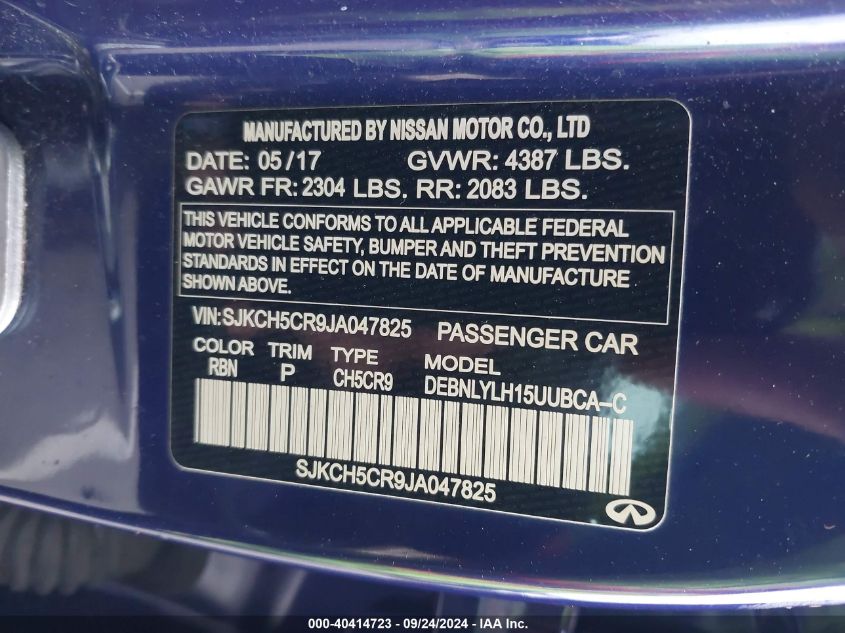 MANUFACTURED BY NISSAN MOTOR CO., LTD
DATE: 05/17 GVWR: 4387 LBS.
GAWR FR: 2304 LBS, RR: 2083 LBS.
THIS VEHICLE CONFORMS TO ALL APPLICABLE FEDERAL
MOTOR VEHICLE SAFETY, BUMPER AND THEFT PREVENTION
STANDARDS IN EFFECT ON THE DATE OF MANUFACTURE
SHOWN ABOVE.
VIN: SJKCH5CR9JA047825 PASSENGER CAR
COLOR TRIM TYPE MODEL
RBN P CH5CR9 DEBNLYLH15UUBCA-C
SJKCH5CR9JA047825
000-40414723 - 09/24/2024 - IAA, Inc.